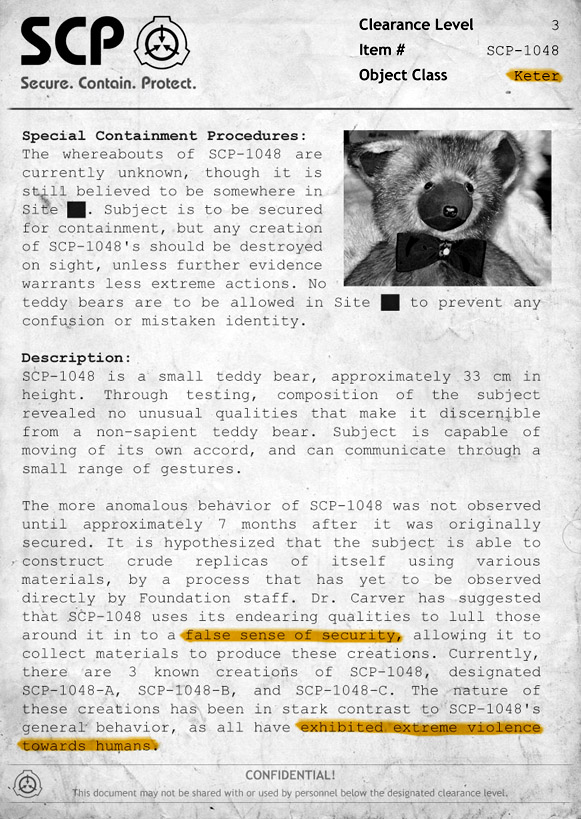 SCP
Secure. Contain. Protect.
Clearance Level 3
Item # SCP-1048
Object Class Keter
Special Containment Procedures:
The whereabouts of SCP-1048 are
currently unknown, though it is
still believed to be somewhere in
Site █. Subject is to be secured
for containment, but any creation
of SCP-1048's should be destroyed
on sight, unless further evidence
warrants less extreme actions. No
teddy bears are to be allowed in Site █ to prevent any
confusion or mistaken identity.
Description:
SCP-1048 is a small teddy bear, approximately 33 cm in
height. Through testing, composition of the subject
revealed no unusual qualities that make it discernible
from a non-sapient teddy bear. Subject is capable of
moving of its own accord, and can communicate through a
small range of gestures.
The more anomalous behavior of SCP-1048 was not observed
until approximately 7 months after it was originally
secured. It is hypothesized that the subject is able to
construct crude replicas of itself using various
materials, by a process that has yet to be observed
directly by Foundation staff. Dr. Carver has suggested
that SCP-1048 uses its endearing qualities to lull those
around it in to a false sense of security, allowing it to
collect materials to produce these creations. Currently,
there are 3 known creations of SCP-1048, designated
SCP-1048-A, SCP-1048-B, and SCP-1048-C. The nature of
these creations has been in stark contrast to SCP-1048's
general behavior, as all have exhibited extreme violence
towards humans.
CONFIDENTIAL!
This document may not be shared with or used by personnel below the designated clearance level.